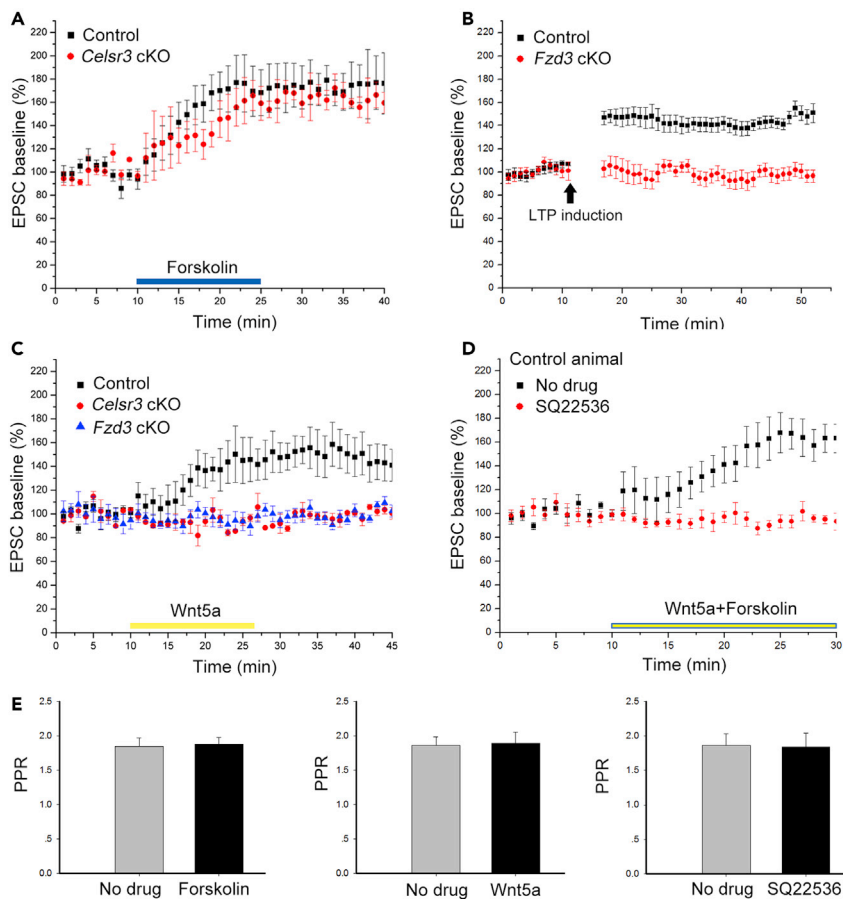 A
Control
Celsr3 cKO
EPSC baseline (%)
220
200
180
160
140
120
100
80
60
40
20
0
Forskolin
0 5 10 15 20 25 30 35 40
Time (min)
B
Control
Fzd3 cKO
EPSC baseline (%)
220
200
180
160
140
120
100
80
60
40
20
0
LTP induction
0 10 20 30 40 50
Time (min)
C
Control
Celsr3 cKO
Fzd3 cKO
EPSC baseline (%)
220
200
180
160
140
120
100
80
60
40
20
0
Wnt5a
0 5 10 15 20 25 30 35 40 45
Time (min)
D
Control animal
No drug
SQ22536
EPSC baseline (%)
220
200
180
160
140
120
100
80
60
40
20
0
Wnt5a+Forskolin
0 5 10 15 20 25 30
Time (min)
E
PPR
2.5
2.0
1.5
1.0
.5
0.0
No drug Forskolin
PPR
2.5
2.0
1.5
1.0
.5
0.0
No drug Wnt5a
PPR
2.5
2.0
1.5
1.0
.5
0.0
No drug SQ22536